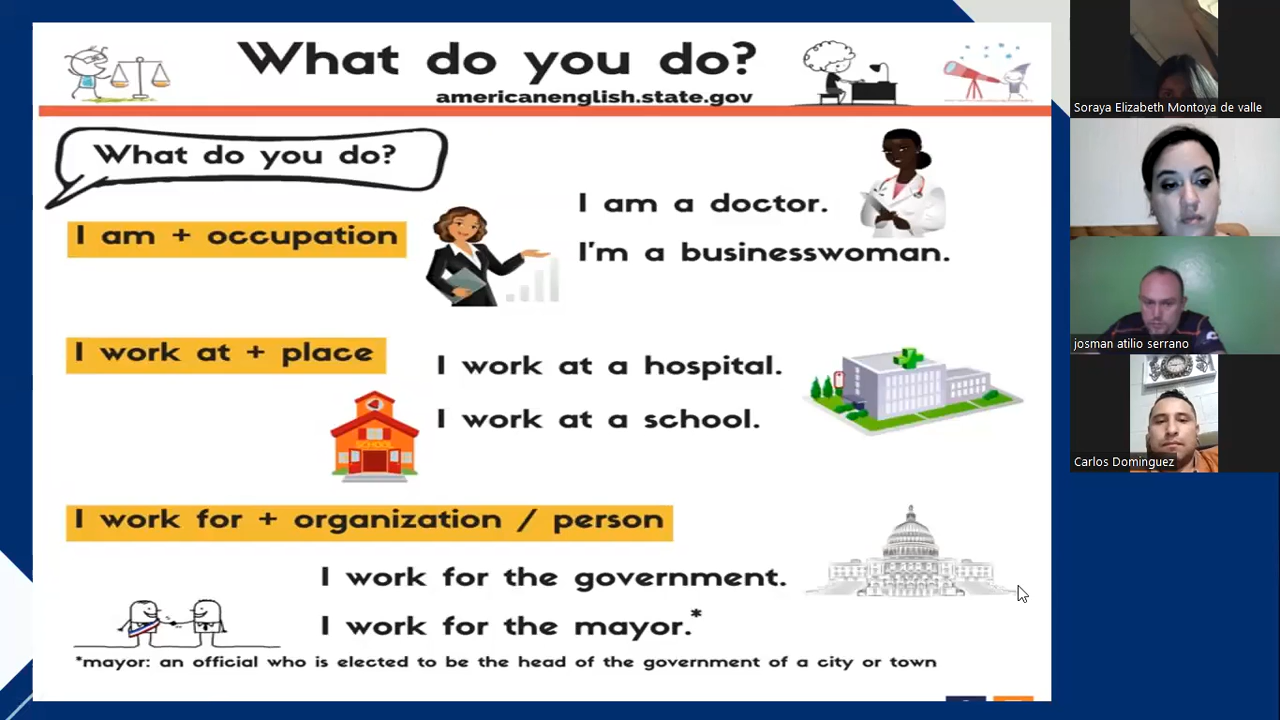 What do you do?
americanenglish.state.gov
What do you do?
I am + occupation
I am a doctor.
I'm a businesswoman.
I work at + place
I work at a hospital.
I work at a school.
SCHOOL
I work for + organization / person
I work for the government.
I work for the mayor.*
*mayor: an official who is elected to be the head of the government of a city or town
Soraya Elizabeth Montoya de valle
josman atilio serrano
Carlos Dominguez